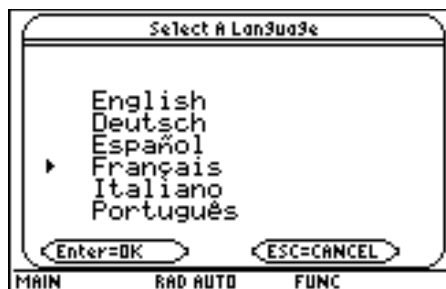 Select A Language
English
Deutsch
Español
Français
Italiano
Português
Enter=OK ESC=CANCEL
MAIN RAD AUTO FUNC